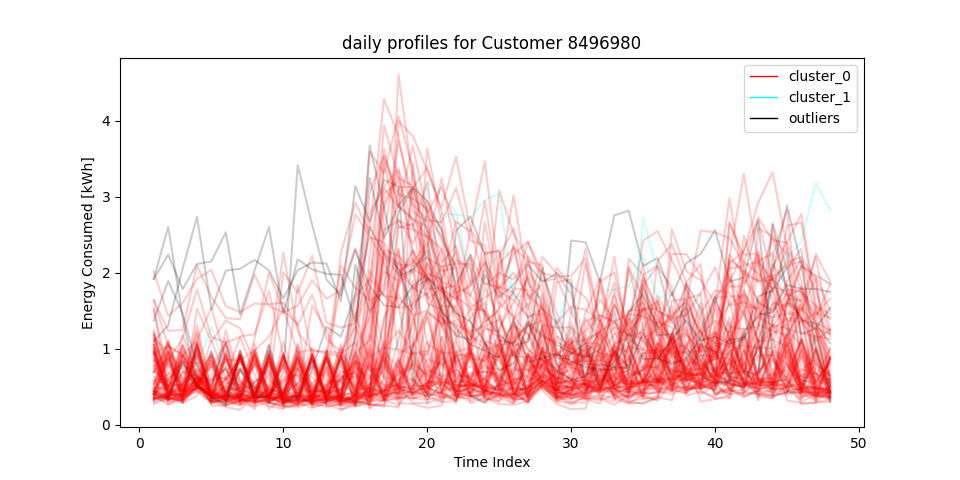 daily profiles for Customer 8496980
cluster_0
cluster_1
outliers
Energy Consumed [kWh]
4
3
2
1
0
0 10 20 30 40 50
Time Index